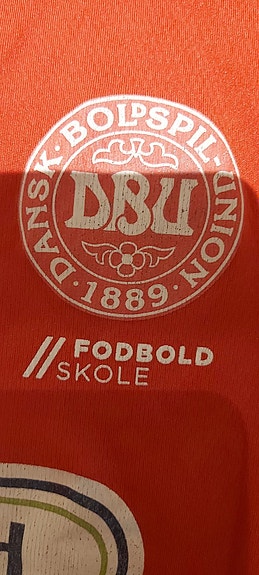 DANSK · BOLDSPIL-UNION
DBU
· 1889 ·
// FODBOLD
SKOLE
H